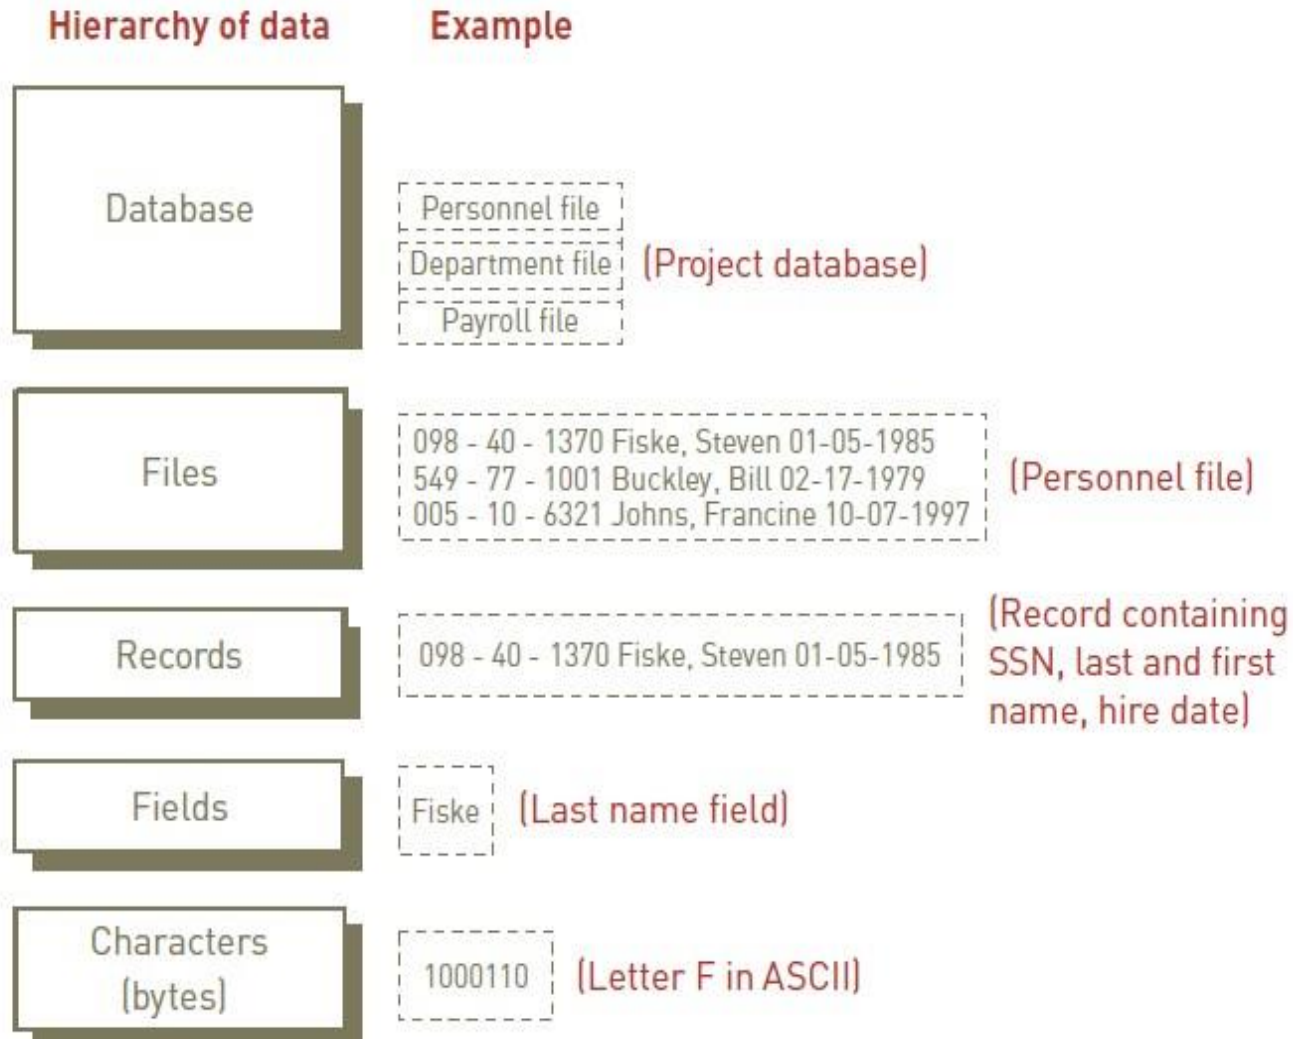 Hierarchy of data Example
Database
Personnel file
Department file
Payroll file
(Project database)
Files
098 - 40 - 1370 Fiske, Steven 01-05-1985
549 - 77 - 1001 Buckley, Bill 02-17-1979
005 - 10 - 6321 Johns, Francine 10-07-1997
(Personnel file)
Records
098 - 40 - 1370 Fiske, Steven 01-05-1985
(Record containing
SSN, last and first
name, hire date)
Fields
Fiske
(Last name field)
Characters
(bytes)
1000110
(Letter F in ASCII)